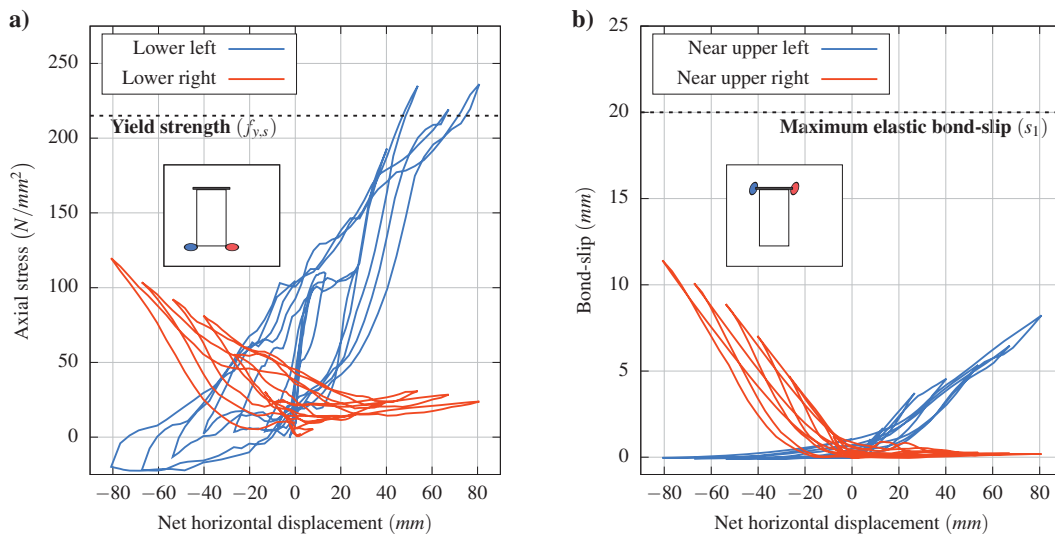 a)
Lower left
Lower right
Yield strength (f_{y,s})
250
200
150
100
50
0
−80 −60 −40 −20 0 20 40 60 80
Axial stress (N/mm²)
Net horizontal displacement (mm)
b)
Near upper left
Near upper right
Maximum elastic bond-slip (s₁)
25
20
15
10
5
0
−80 −60 −40 −20 0 20 40 60 80
Bond-slip (mm)
Net horizontal displacement (mm)